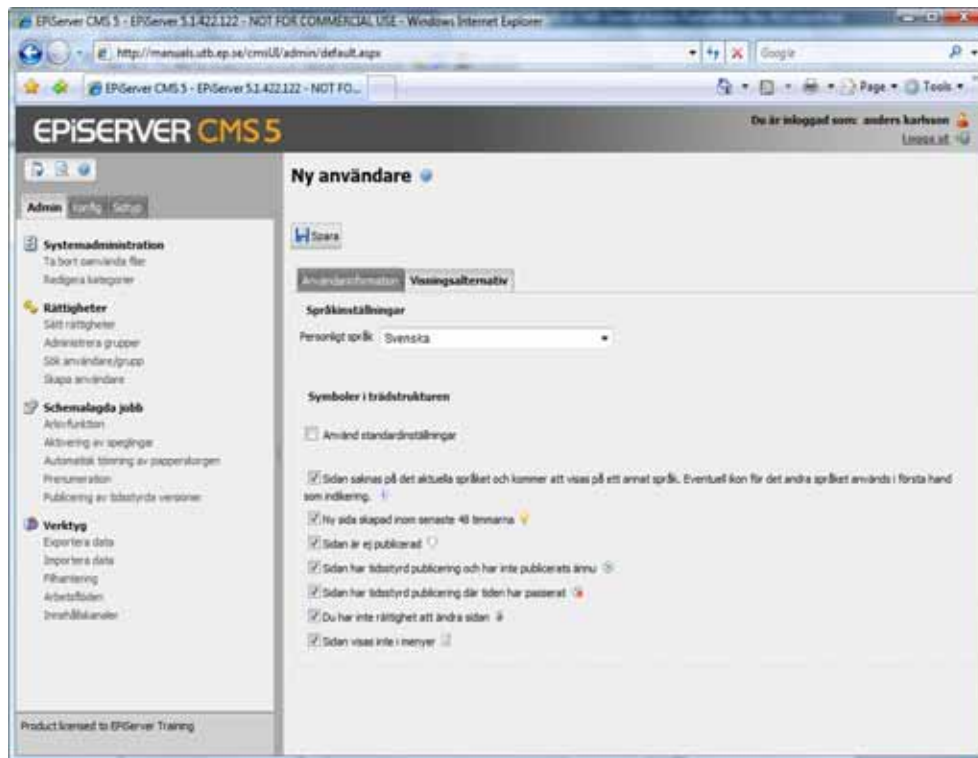 EPiServer CMS 5 - EPiServer 5.1.422.122 - NOT FOR COMMERCIAL USE - Windows Internet Explorer
http://manuals.utb.ep.se/cmsUI/admin/default.aspx
Google
EPiServer CMS 5 - EPiServer 5.1.422.122 - NOT FO...
Page
Tools
EPiSERVER CMS 5
Du är inloggad som: anders karlsson
Logga ut
Admin Config Sidtyp
Ny användare
Spara
Systemadministration
Ta bort oanvända filer
Redigera kategorier
Rättigheter
Sätt rättigheter
Administrera grupper
Sök användare/grupp
Skapa användare
Schemalagda jobb
Arkivfunktion
Aktivering av speglingar
Automatisk tömning av papperskorgen
Prenumeration
Publicering av tidsstyrda versioner
Verktyg
Exportera data
Importera data
Filhantering
Arbetsflöden
Innehållskanaler
Product licensed to EPiServer Training
Användarinformation Visningsalternativ
Språkinställningar
Personligt språk Svenska
Symboler i trädstrukturen
Använd standardinställningar
Sidan saknas på det aktuella språket och kommer att visas på ett annat språk. Eventuell ikon för det andra språket används i första hand
som indikering.
Ny sida skapad inom senaste 48 timmarna
Sidan är ej publicerad
Sidan har tidsstyrd publicering och har inte publicerats ännu
Sidan har tidsstyrd publicering där tiden har passerat
Du har inte rättighet att ändra sidan
Sidan visas inte i menyer